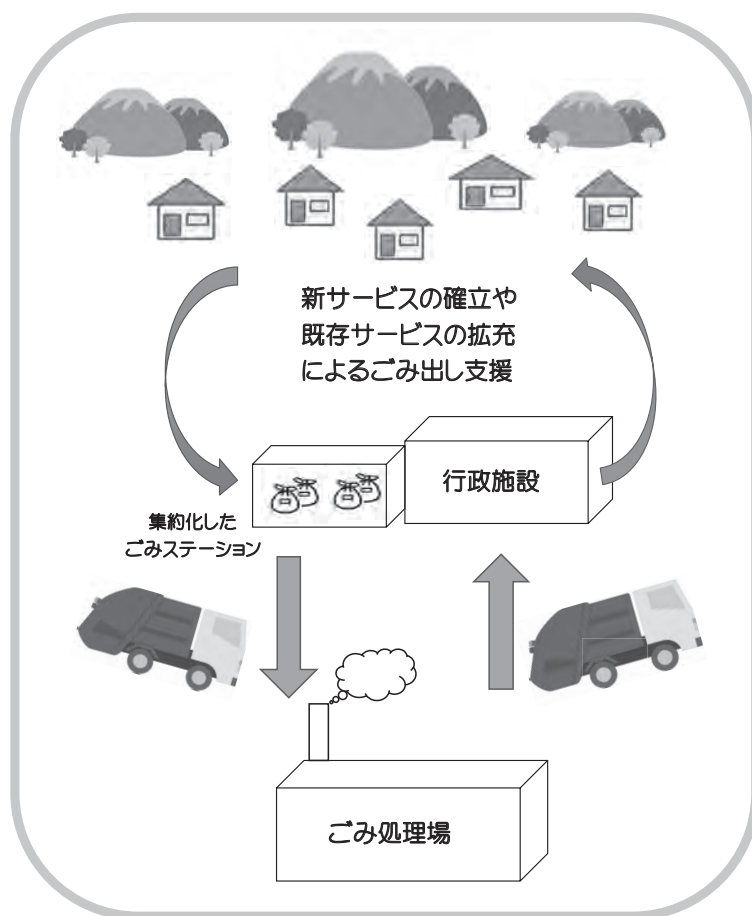 新サービスの確立や
既存サービスの拡充
によるごみ出し支援
行政施設
集約化した
ごみステーション
ごみ処理場